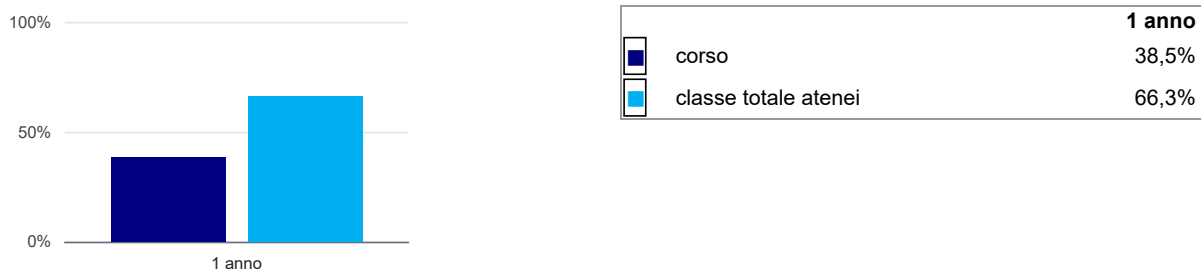 100%
50%
0%
1 anno
1 anno
corso 38,5%
classe totale atenei 66,3%